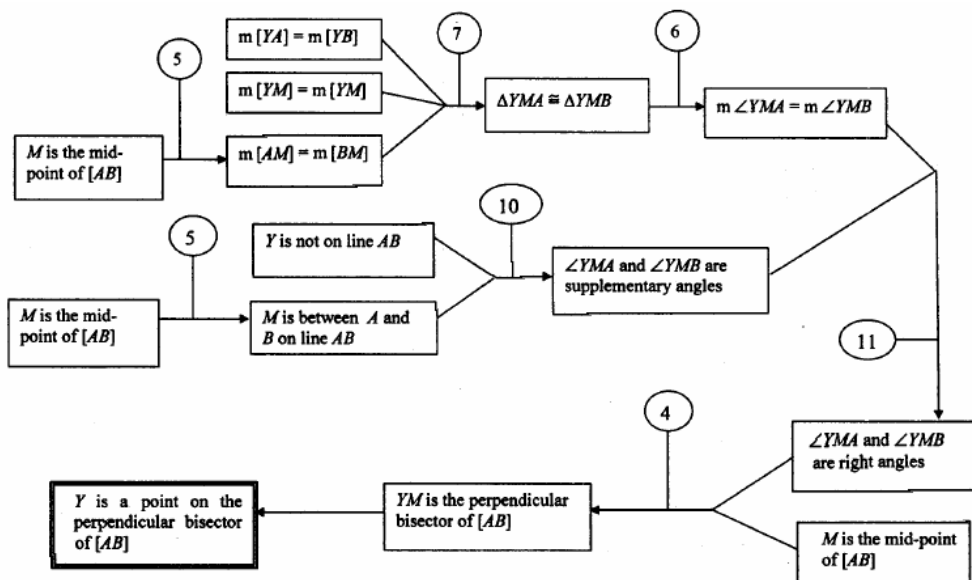 5
m [YA] = m [YB]
7
6
m [YM] = m [YM]
ΔYMA ≅ ΔYMB
m ∠YMA = m ∠YMB
M is the mid-
point of [AB]
m [AM] = m [BM]
10
5
Y is not on line AB
∠YMA and ∠YMB are
supplementary angles
M is the mid-
point of [AB]
M is between A and
B on line AB
11
4
∠YMA and ∠YMB
are right angles
Y is a point on the
perpendicular bisector
of [AB]
YM is the perpendicular
bisector of [AB]
M is the mid-point
of [AB]